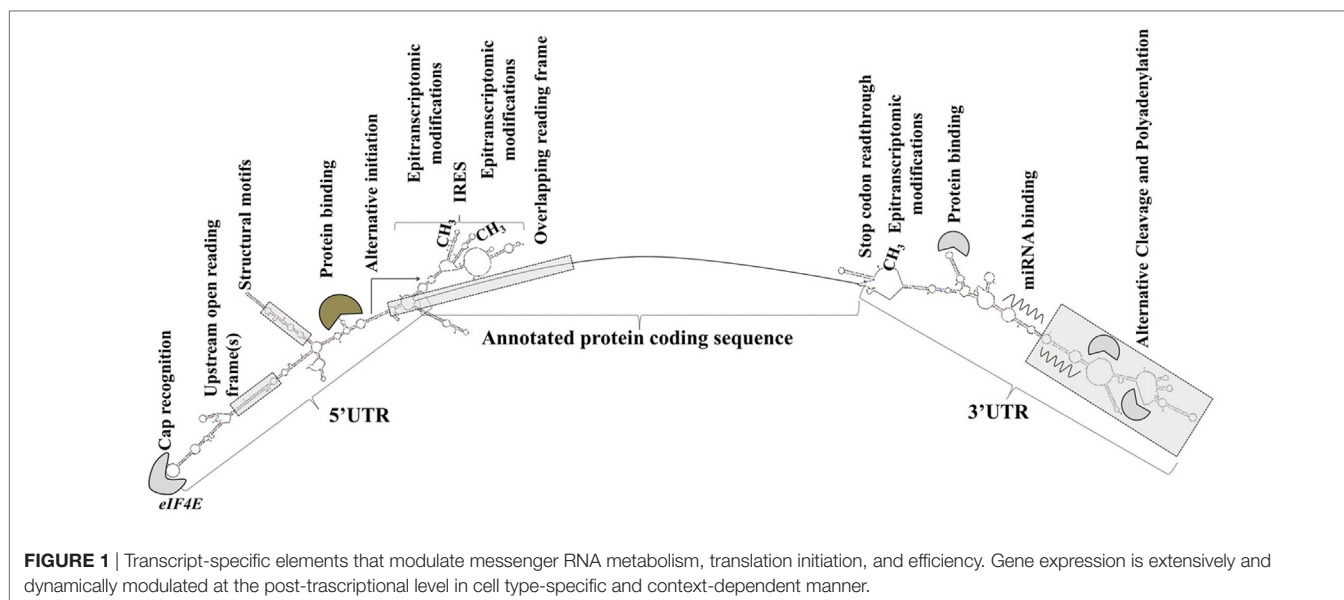 Cap recognition
Upstream open reading
frame(s)
Structural motifs
Protein binding
Alternative initiation
Epitranscriptomic
modifications
IRES
Epitranscriptomic
modifications
Overlapping reading frame
CH3
CH3
Stop codon readthrough
Epitranscriptomic
modifications
CH3
Protein binding
miRNA binding
Alternative Cleavage and Polyadenylation
Annotated protein coding sequence
5'UTR
3'UTR
eIF4E
FIGURE 1 | Transcript-specific elements that modulate messenger RNA metabolism, translation initiation, and efficiency. Gene expression is extensively and
dynamically modulated at the post-trascriptional level in cell type-specific and context-dependent manner.